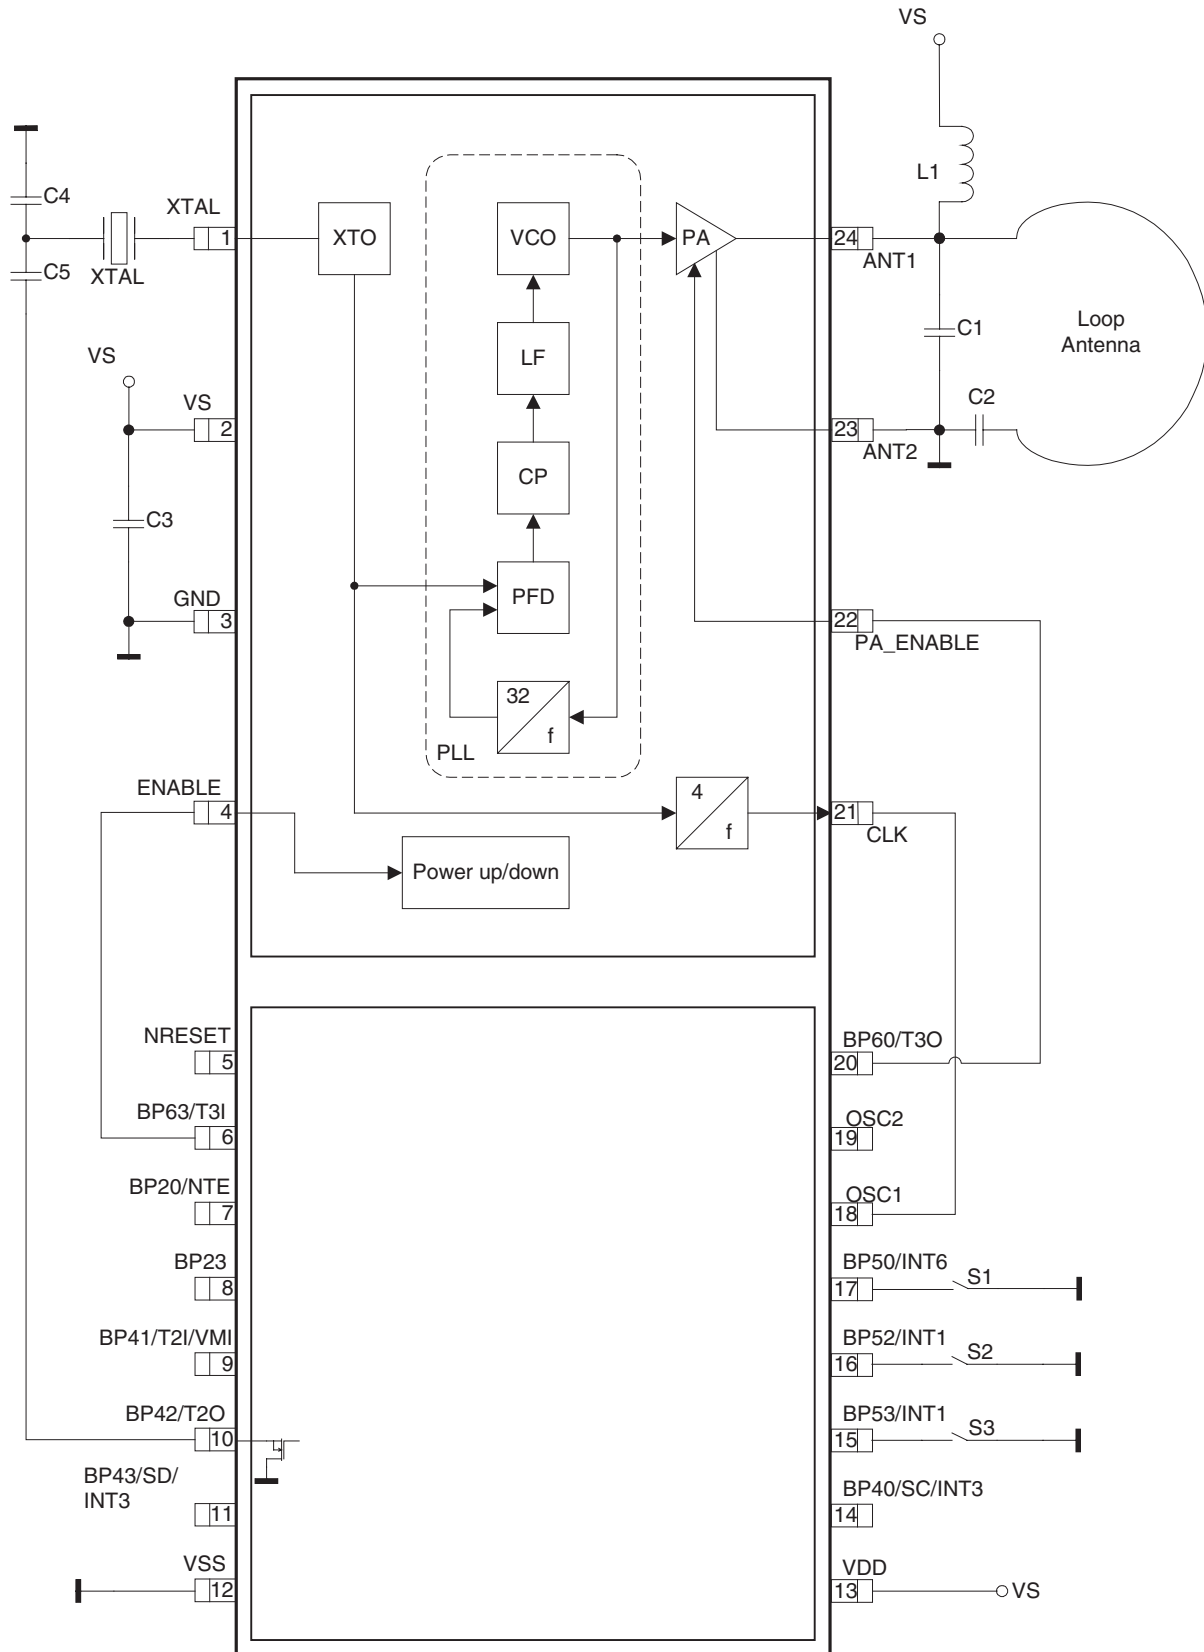 VS
L1
C4
XTAL
1
XTO
VCO
PA
24
ANT1
C5
XTAL
LF
C1
Loop
Antenna
VS
VS
2
C2
23
ANT2
CP
C3
GND
3
PFD
22
PA_ENABLE
32
f
PLL
ENABLE
4
4
f
21
CLK
Power up/down
NRESET
5
BP60/T3O
20
BP63/T3I
6
OSC2
19
BP20/NTE
7
OSC1
18
BP23
8
BP50/INT6
17
S1
BP41/T2I/VMI
9
BP52/INT1
16
S2
BP42/T2O
10
BP53/INT1
15
S3
BP43/SD/
INT3
11
BP40/SC/INT3
14
VSS
12
VDD
13
VS